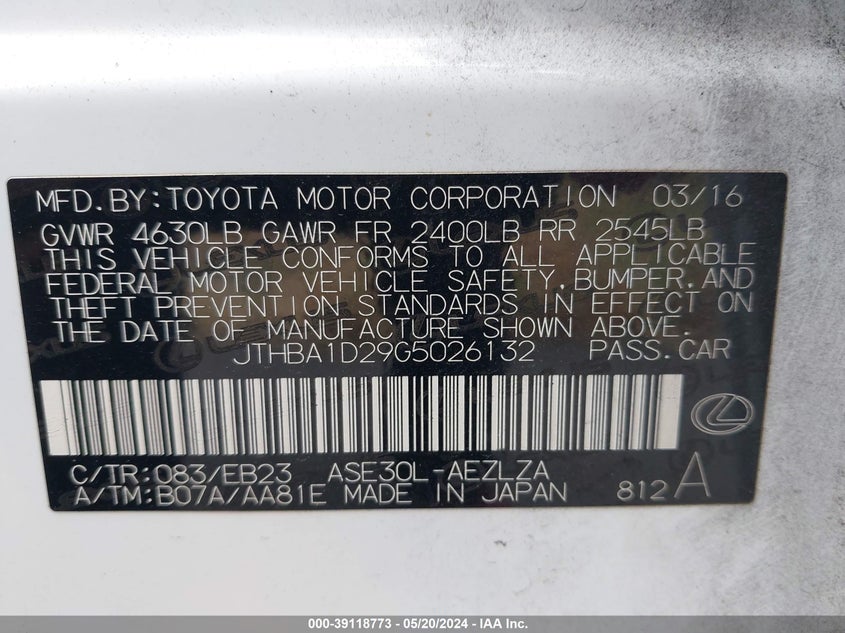 MFD.BY:TOYOTA MOTOR CORPORATION 03/16
GVWR 4630LB GAWR FR 2400LB RR 2545LB
THIS VEHICLE CONFORMS TO ALL APPLICABLE
FEDERAL MOTOR VEHICLE SAFETY,BUMPER,AND
THEFT PREVENTION STANDARDS IN EFFECT ON
THE DATE OF MANUFACTURE SHOWN ABOVE.
JTHBA1D29G5026132 PASS.CAR
C/TR:083/EB23 ASE30L-AEZLZA
A/TM:B07A/AA81E MADE IN JAPAN 812A
000-39118773 - 05/20/2024 - IAA Inc.